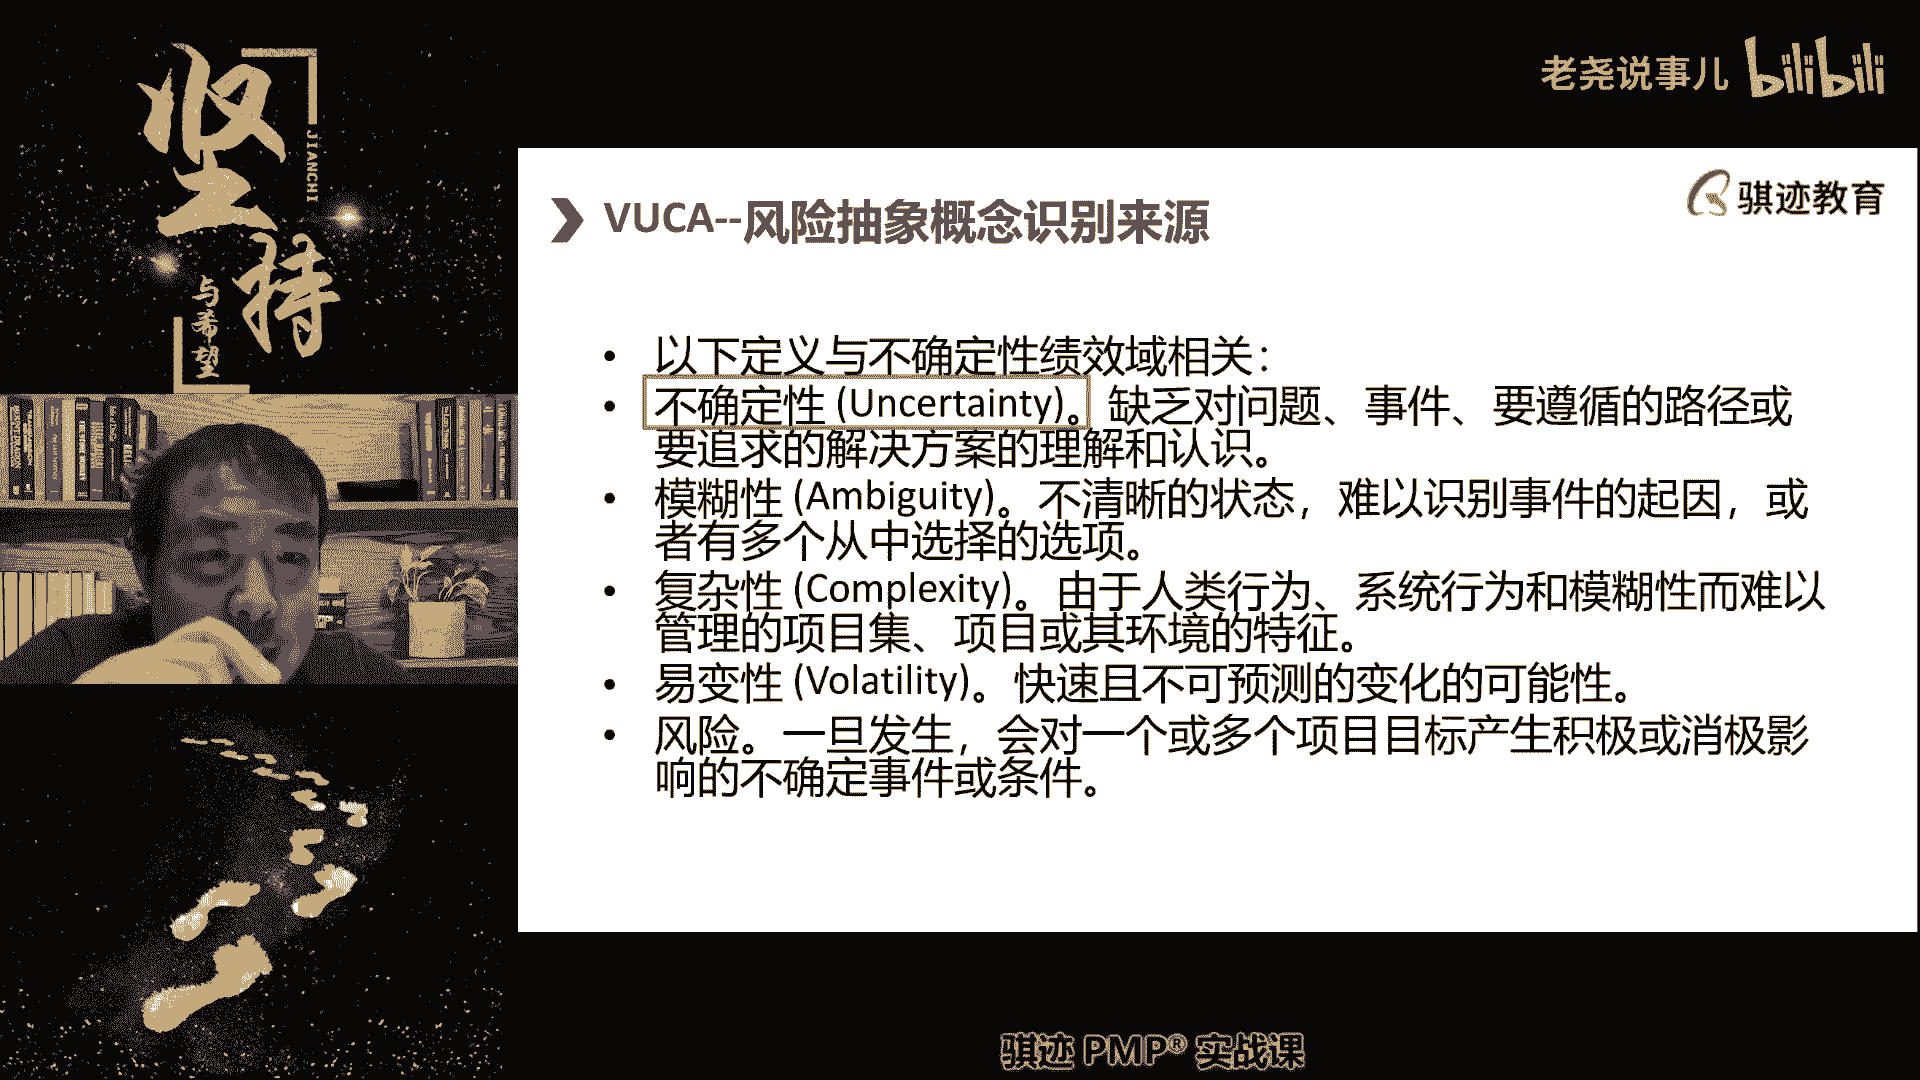 坚持
JIANCHI
与希望
老尧说事儿 bilibili
骐迹教育
VUCA--风险抽象概念识别来源
• 以下定义与不确定性绩效域相关：
• 不确定性 (Uncertainty)。缺乏对问题、事件、要遵循的路径或
要追求的解决方案的理解和认识。
• 模糊性 (Ambiguity)。不清晰的状态，难以识别事件的起因，或
者有多个从中选择的选项。
• 复杂性 (Complexity)。由于人类行为、系统行为和模糊性而难以
管理的项目集、项目或其环境的特征。
• 易变性 (Volatility)。快速且不可预测的变化的可能性。
• 风险。一旦发生，会对一个或多个项目目标产生积极或消极影
响的不确定事件或条件。
骐迹 PMP® 实战课